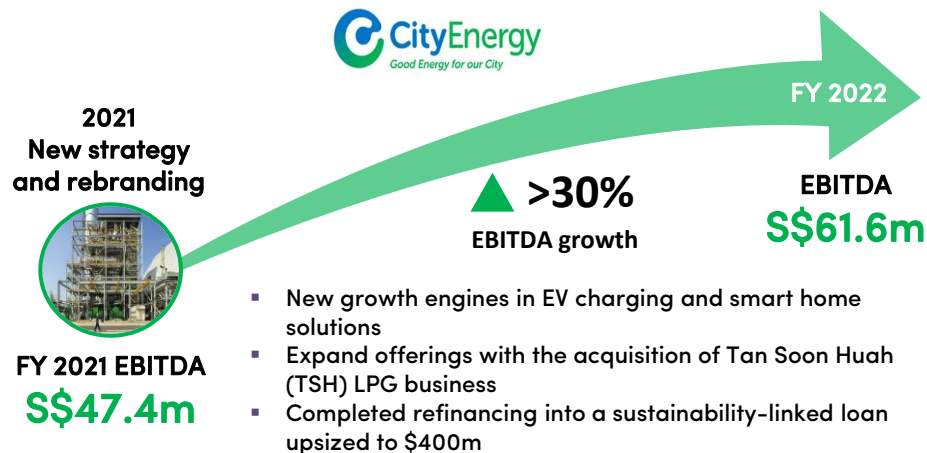 CityEnergy
Good Energy for our City
FY 2022
2021
New strategy
and rebranding
>30%
EBITDA growth
EBITDA
S$61.6m
FY 2021 EBITDA
S$47.4m
▪ New growth engines in EV charging and smart home
solutions
▪ Expand offerings with the acquisition of Tan Soon Huah
(TSH) LPG business
▪ Completed refinancing into a sustainability-linked loan
upsized to $400m